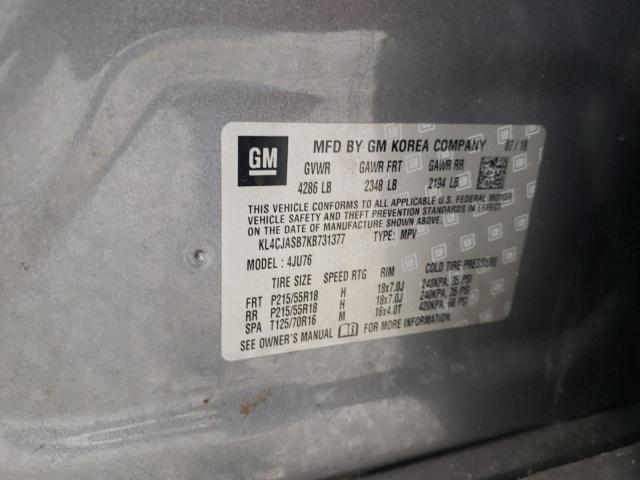 GM MFD BY GM KOREA COMPANY 07/18
GVWR GAWR FRT GAWR RR
4286 LB 2348 LB 2194 LB
THIS VEHICLE CONFORMS TO ALL APPLICABLE U.S. FEDERAL MOTOR
VEHICLE SAFETY AND THEFT PREVENTION STANDARDS IN EFFECT ON
THE DATE OF MANUFACTURE SHOWN ABOVE.
KL4CJASB7KB731377 TYPE: MPV
MODEL: 4JU76
TIRE SIZE SPEED RTG RIM COLD TIRE PRESSURE
FRT P215/55R18 H 18x7.0J 240KPA, 35 PSI
RR P215/55R18 H 18x7.0J 240KPA, 35 PSI
SPA T125/70R16 M 16x4.0T 420KPA, 60 PSI
SEE OWNER'S MANUAL FOR MORE INFORMATION.